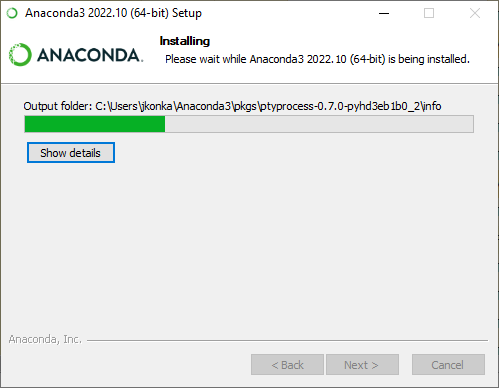 Anaconda3 2022.10 (64-bit) Setup
ANACONDA.
Installing
Please wait while Anaconda3 2022.10 (64-bit) is being installed.
Output folder: C:\Users\jkonka\Anaconda3\pkgs\ptyprocess-0.7.0-pyhd3eb1b0_2\info
Show details
Anaconda, Inc.
< Back
Next >
Cancel